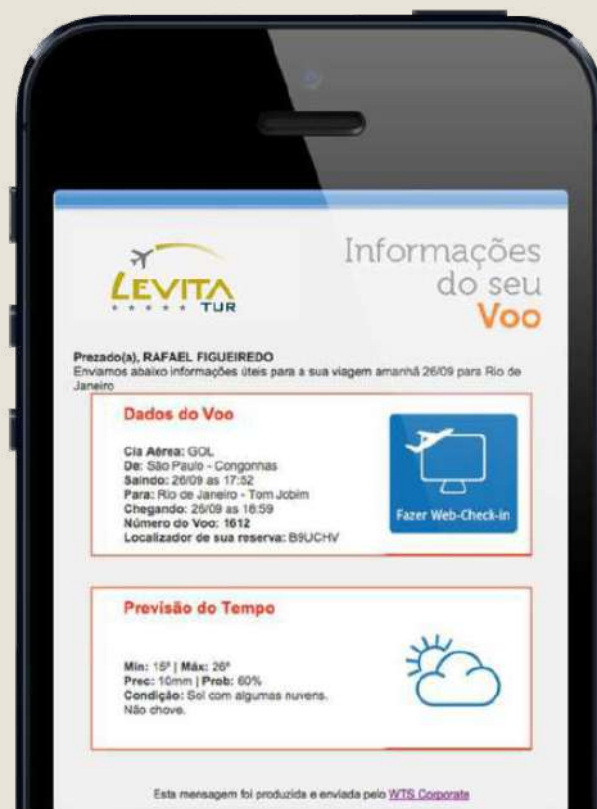 LEVITA
TUR
Informações
do seu
Voo
Prezado(a), RAFAEL FIGUEIREDO
Enviamos abaixo informações úteis para a sua viagem amanhã 26/09 para Rio de
Janeiro
Dados do Voo
Cia Aérea: GOL
De: São Paulo - Congonhas
Saindo: 26/09 as 17:52
Para: Rio de Janeiro - Tom Jobim
Chegando: 26/09 as 18:59
Número do Voo: 1612
Localizador de sua reserva: B9UCHV
Fazer Web-Check-in
Previsão do Tempo
Min: 15º | Máx: 26º
Prec: 10mm | Prob: 60%
Condição: Sol com algumas nuvens.
Não chove.
Esta mensagem foi produzida e enviada pelo WTS Corporate